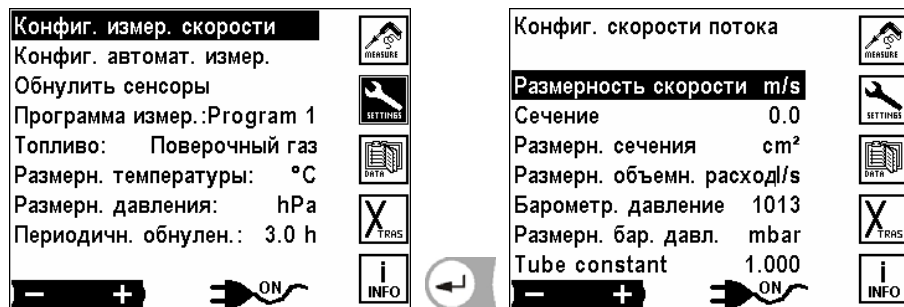 Конфиг. измер. скорости
Конфиг. автомат. измер.
Обнулить сенсоры
Программа измер.:Program 1
Топливо: Поверочный газ
Размерн. температуры: °C
Размерн. давления: hPa
Периодичн. обнулен.: 3.0 h
− + ON
MEASURE
SETTINGS
DATA
XTRAS
i
INFO
Конфиг. скорости потока
Размерность скорости m/s
Сечение 0.0
Размерн. сечения cm²
Размерн. объемн. расходl/s
Барометр. давление 1013
Размерн. бар. давл. mbar
Tube constant 1.000
− + ON
MEASURE
SETTINGS
DATA
XTRAS
i
INFO